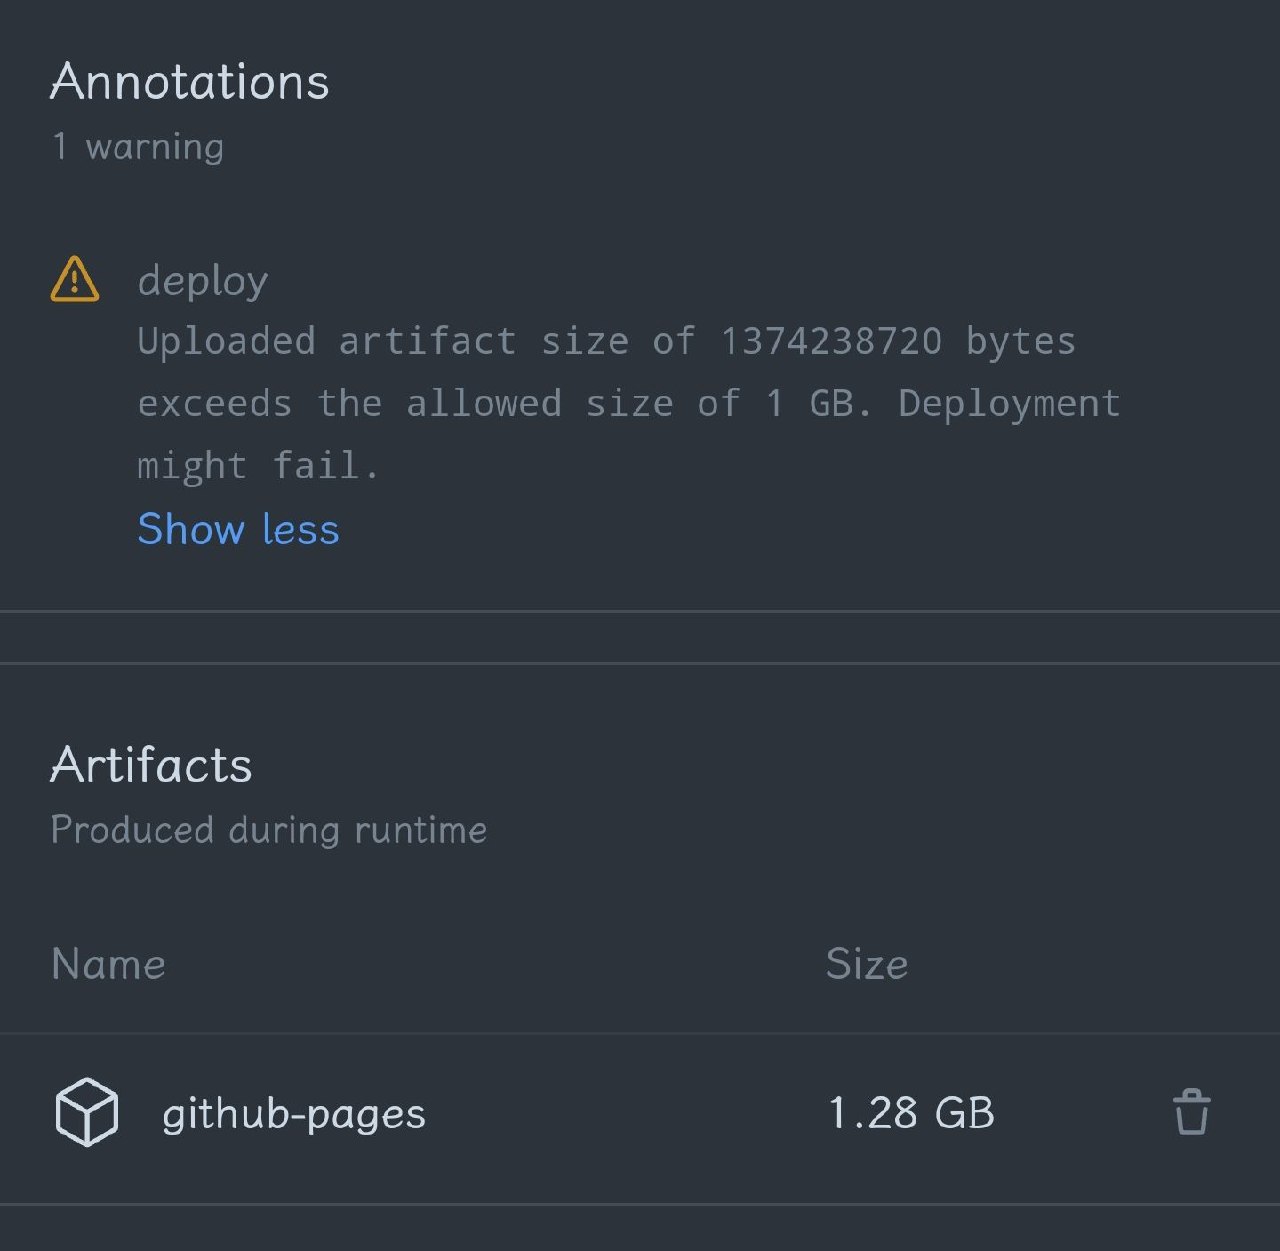 Annotations
1 warning
deploy
Uploaded artifact size of 1374238720 bytes
exceeds the allowed size of 1 GB. Deployment
might fail.
Show less
Artifacts
Produced during runtime
Name Size
github-pages 1.28 GB